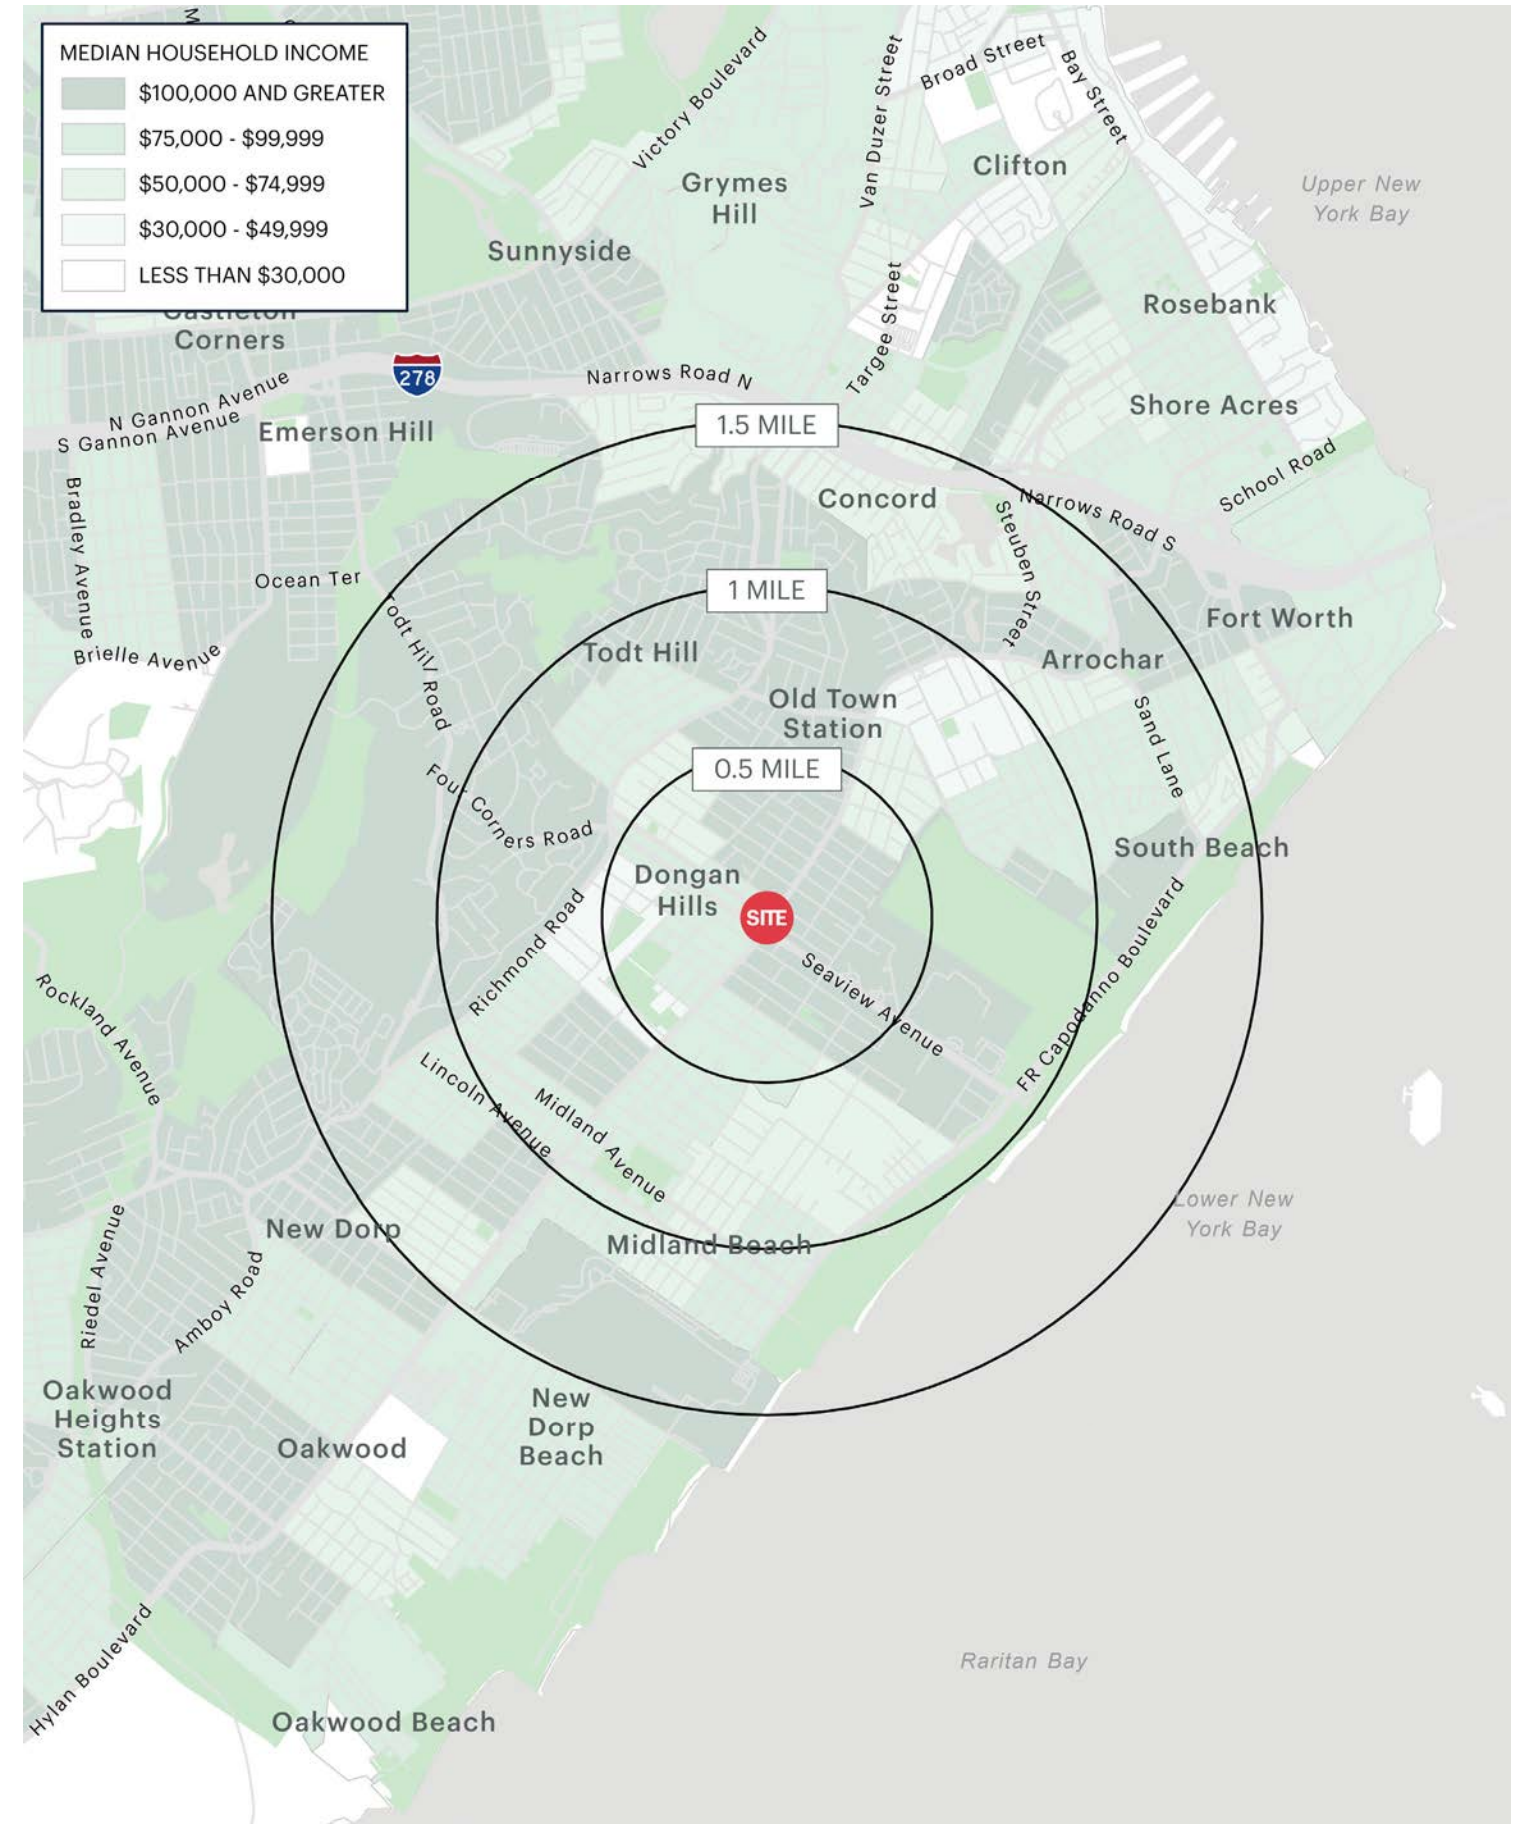 MEDIAN HOUSEHOLD INCOME
$100,000 AND GREATER
$75,000 - $99,999
$50,000 - $74,999
$30,000 - $49,999
LESS THAN $30,000
Victory Boulevard
Van Duzer Street
Broad Street
Bay Street
Clifton
Grymes
Hill
Upper New
York Bay
Sunnyside
Rosebank
Targee Street
Castleton
Corners
278
Narrows Road N
N Gannon Avenue
S Gannon Avenue
Emerson Hill
Shore Acres
1.5 MILE
School Road
Bradley Avenue
Concord
Narrows Road S
Steuben Street
Ocean Ter
1 MILE
Fort Worth
Todt Hill Road
Todt Hill
Brielle Avenue
Arrochar
Old Town
Station
Sand Lane
0.5 MILE
Four Corners Road
South Beach
Dongan
Hills
SITE
Richmond Road
Seaview Avenue
FR Capodanno Boulevard
Rockland Avenue
Lincoln Avenue
Midland Avenue
Lower New
York Bay
New Dorp
Midland Beach
Riedel Avenue
Amboy Road
Oakwood
Heights
Station
New
Dorp
Beach
Oakwood
Hylan Boulevard
Raritan Bay
Oakwood Beach